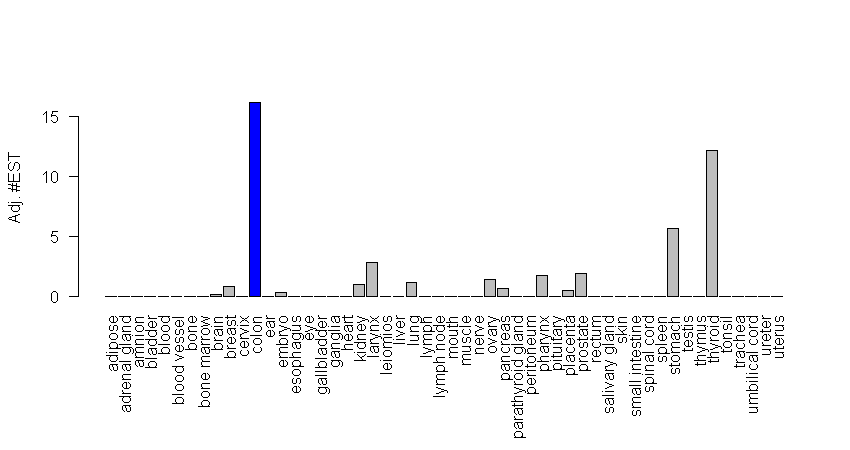 Adj. #EST
15
10
5
0
adipose
adrenal gland
amnion
bladder
blood
blood vessel
bone
bone marrow
brain
breast
cervix
colon
ear
embryo
esophagus
eye
gallbladder
ganglia
heart
kidney
larynx
leiomios
liver
lung
lymph
lymph node
mouth
muscle
nerve
ovary
pancreas
parathyroid gland
peritoneum
pharynx
pituitary
placenta
prostate
rectum
salivary gland
skin
small intestine
spinal cord
spleen
stomach
testis
thymus
thyroid
tonsil
trachea
umbilical cord
ureter
uterus